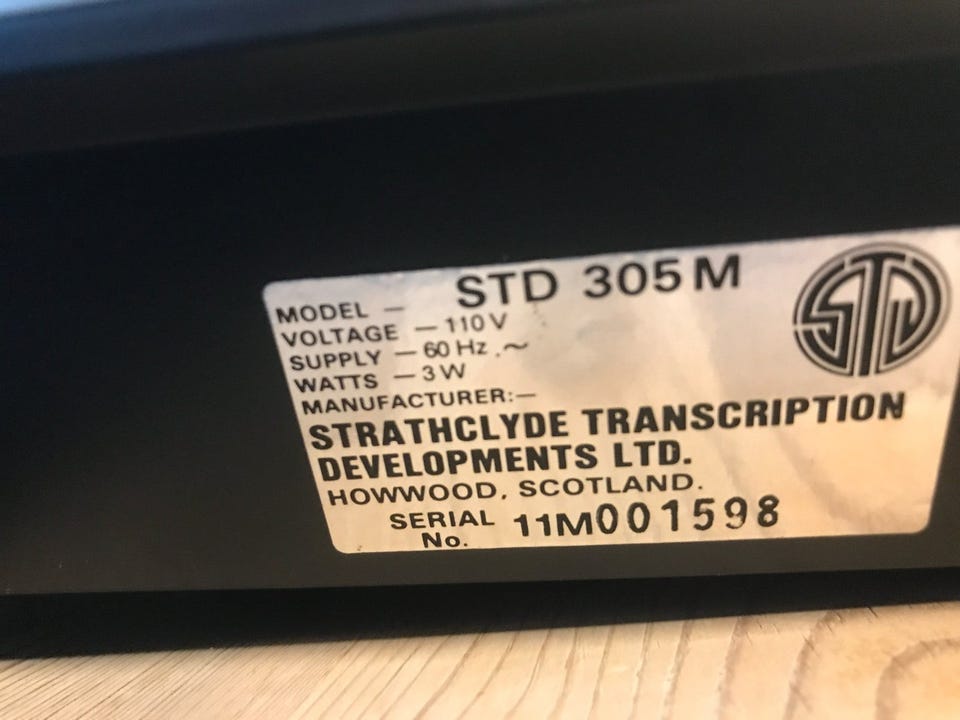 MODEL — STD 305M
VOLTAGE — 110V
SUPPLY — 60 Hz .~
WATTS — 3W
MANUFACTURER:—
STRATHCLYDE TRANSCRIPTION
DEVELOPMENTS LTD.
HOWWOOD, SCOTLAND.
SERIAL No. 11M001598
STD